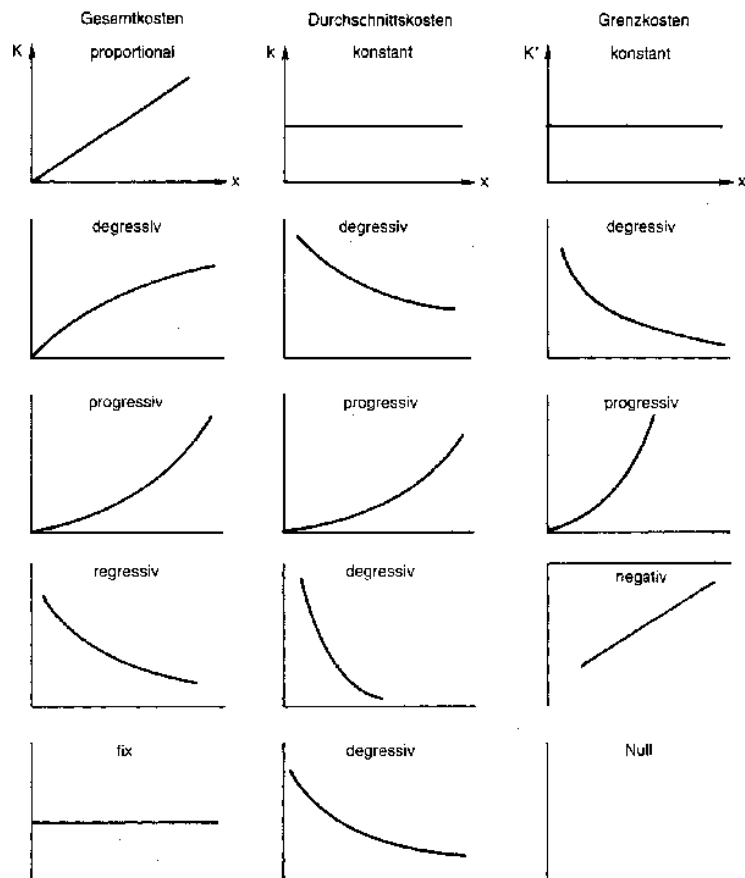 Gesamtkosten Durchschnittskosten Grenzkosten
K proportional k konstant K' konstant
x x x
degressiv degressiv degressiv
progressiv progressiv progressiv
regressiv degressiv negativ
fix degressiv Null